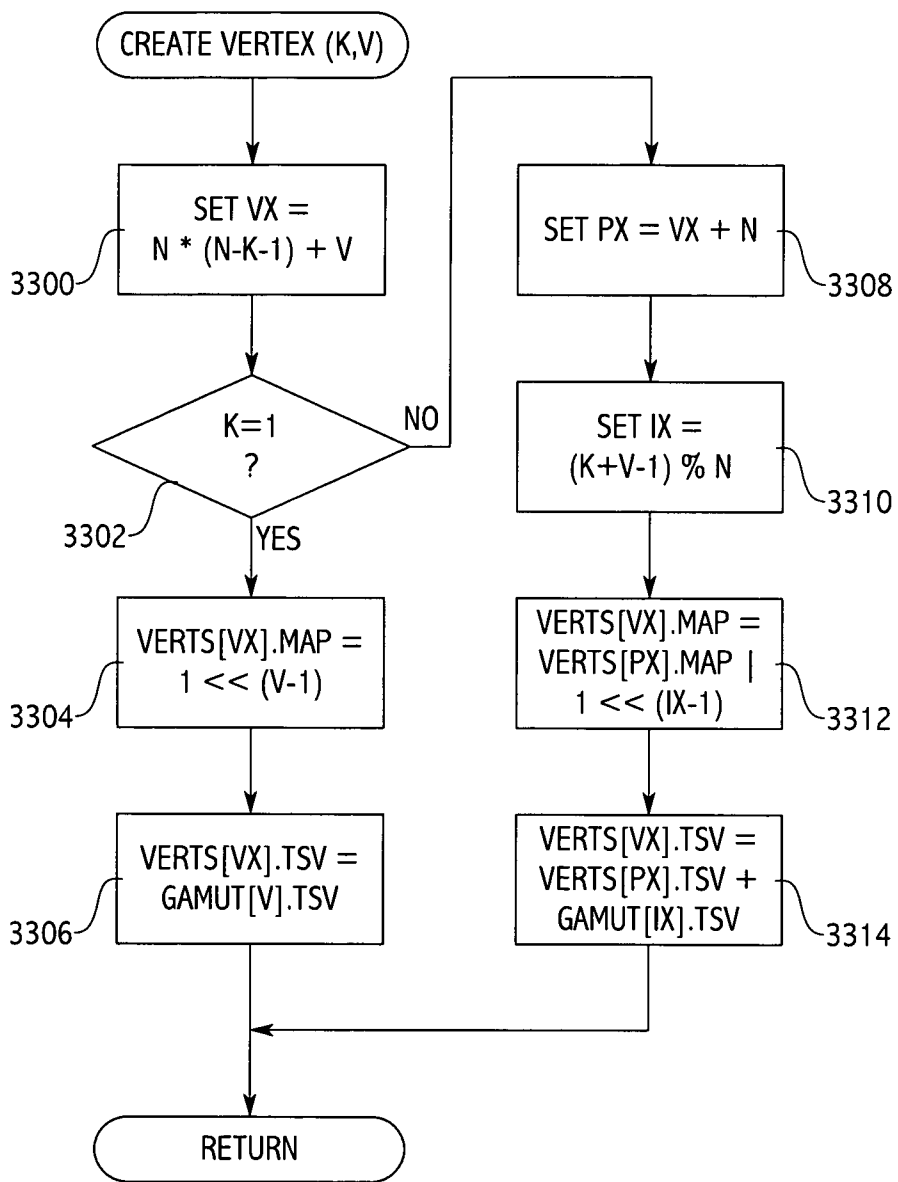 CREATE VERTEX (K,V)
SET VX =
N * (N-K-1) + V
3300
K=1
?
NO
3302
YES
VERTS[VX].MAP =
1 << (V-1)
3304
VERTS[VX].TSV =
GAMUT[V].TSV
3306
SET PX = VX + N
3308
SET IX =
(K+V-1) % N
3310
VERTS[VX].MAP =
VERTS[PX].MAP |
1 << (IX-1)
3312
VERTS[VX].TSV =
VERTS[PX].TSV +
GAMUT[IX].TSV
3314
RETURN